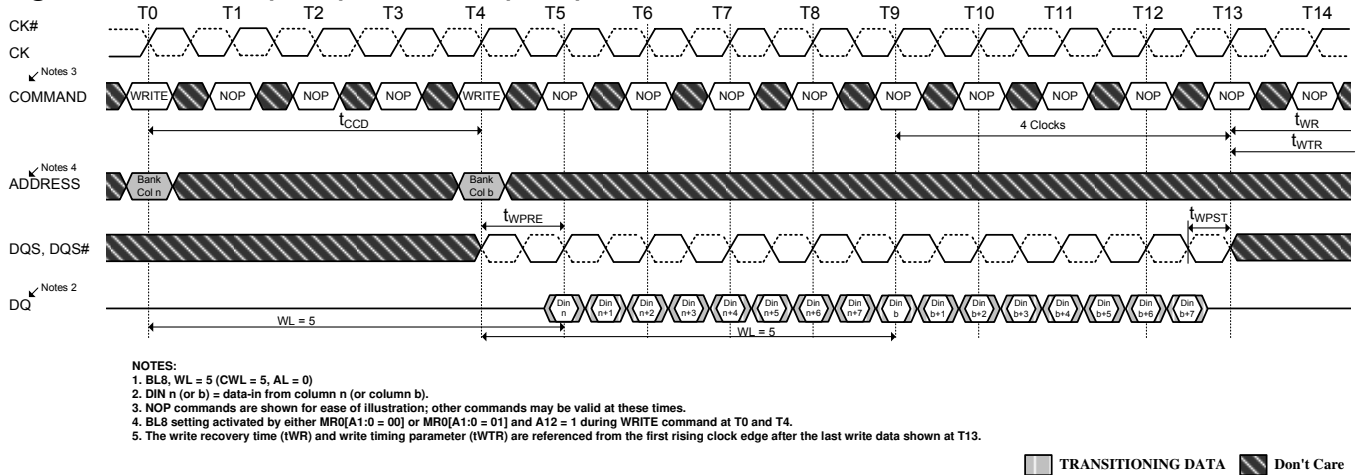 T0 T1 T2 T3 T4 T5 T6 T7 T8 T9 T10 T11 T12 T13 T14
CK#
CK
Notes 3
COMMAND
WRITE NOP NOP NOP WRITE NOP NOP NOP NOP NOP NOP NOP NOP NOP NOP
tCCD
4 Clocks
tWR
tWTR
Notes 4
ADDRESS
Bank
Col n
Bank
Col b
tWPRE
tWPST
DQS, DQS#
Notes 2
DQ
Din n Din n+1 Din n+2 Din n+3 Din n+4 Din n+5 Din n+6 Din n+7 Din b Din b+1 Din b+2 Din b+3 Din b+4 Din b+5 Din b+6 Din b+7
WL = 5
WL = 5
NOTES:
1. BL8, WL = 5 (CWL = 5, AL = 0)
2. DIN n (or b) = data-in from column n (or column b).
3. NOP commands are shown for ease of illustration; other commands may be valid at these times.
4. BL8 setting activated by either MR0[A1:0 = 00] or MR0[A1:0 = 01] and A12 = 1 during WRITE command at T0 and T4.
5. The write recovery time (tWR) and write timing parameter (tWTR) are referenced from the first rising clock edge after the last write data shown at T13.
TRANSITIONING DATA Don't Care